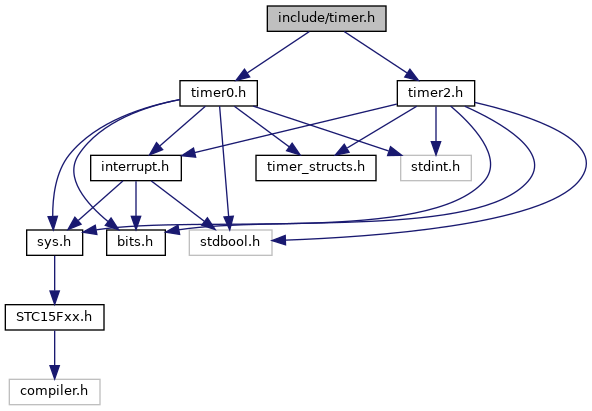 include/timer.h
timer0.h
timer2.h
interrupt.h
timer_structs.h
stdint.h
sys.h
bits.h
stdbool.h
STC15Fxx.h
compiler.h